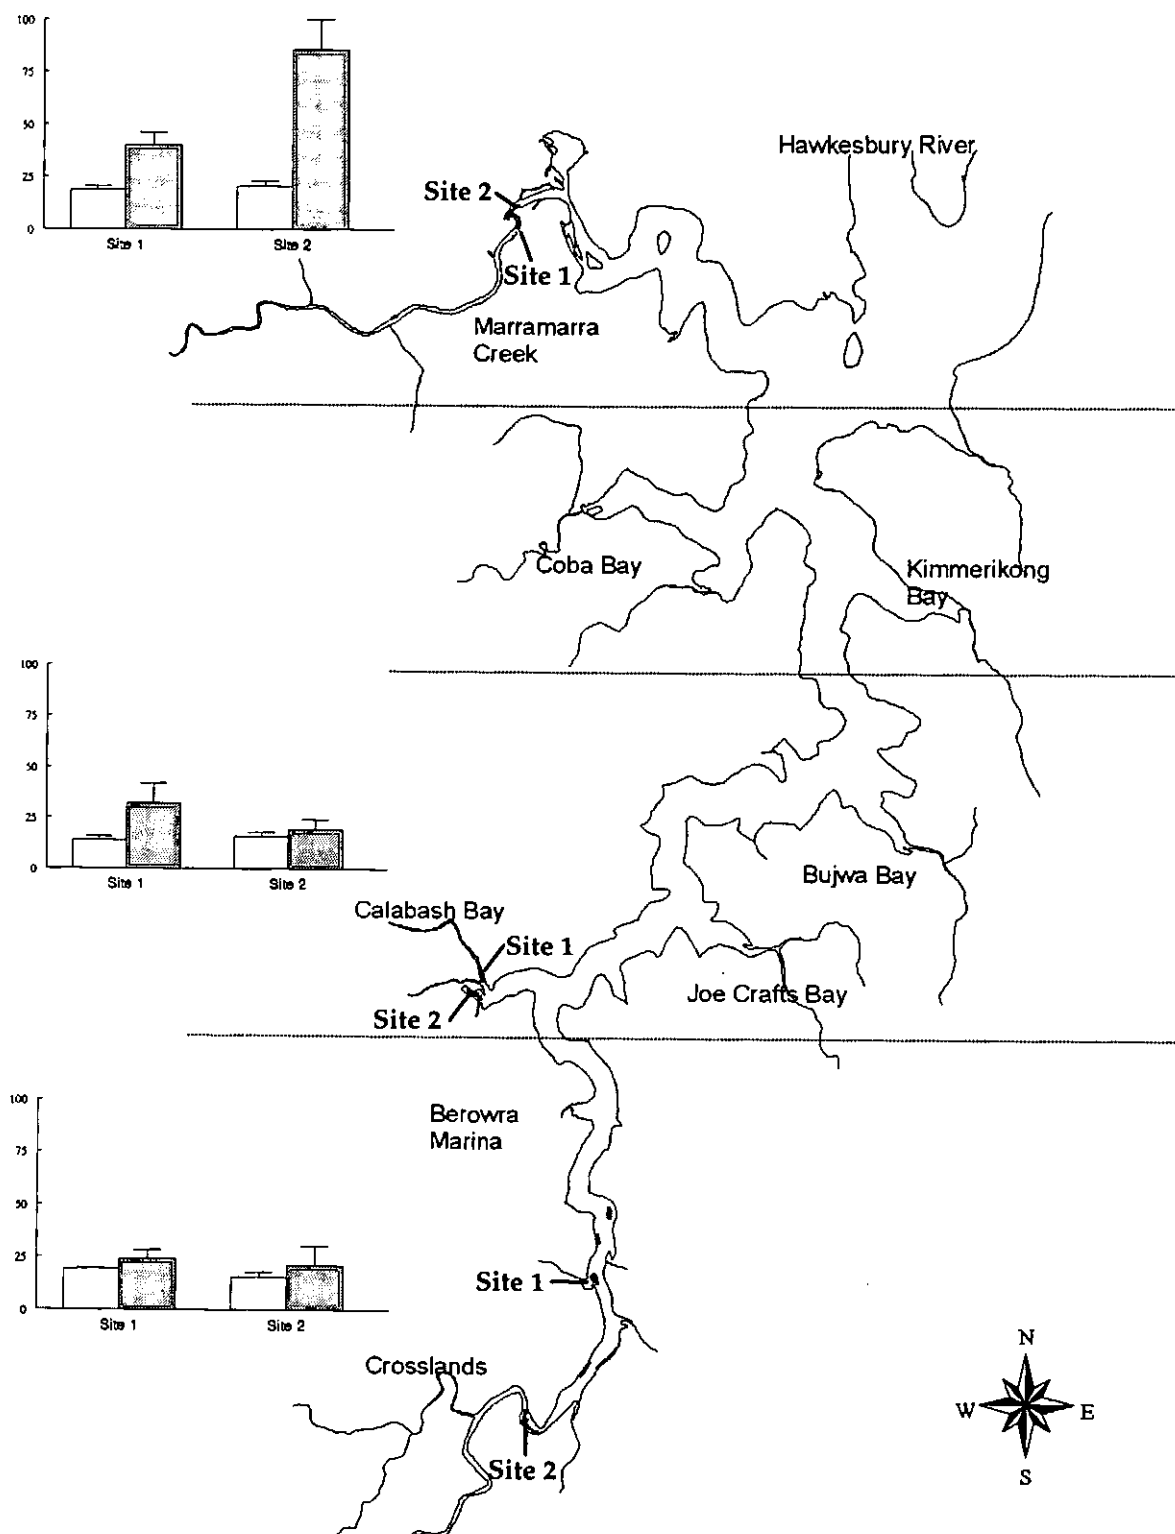 100
75
50
25
0
Site 1
Site 2
Hawkesbury River
Site 2
Site 1
Marramarra
Creek
Coba Bay
Kimmerikong
Bay
100
75
50
25
0
Site 1
Site 2
Bujwa Bay
Calabash Bay
Site 1
Joe Crafts Bay
Site 2
Berowra
Marina
100
75
50
25
0
Site 1
Site 2
Site 1
Crosslands
Site 2
N
W
E
S